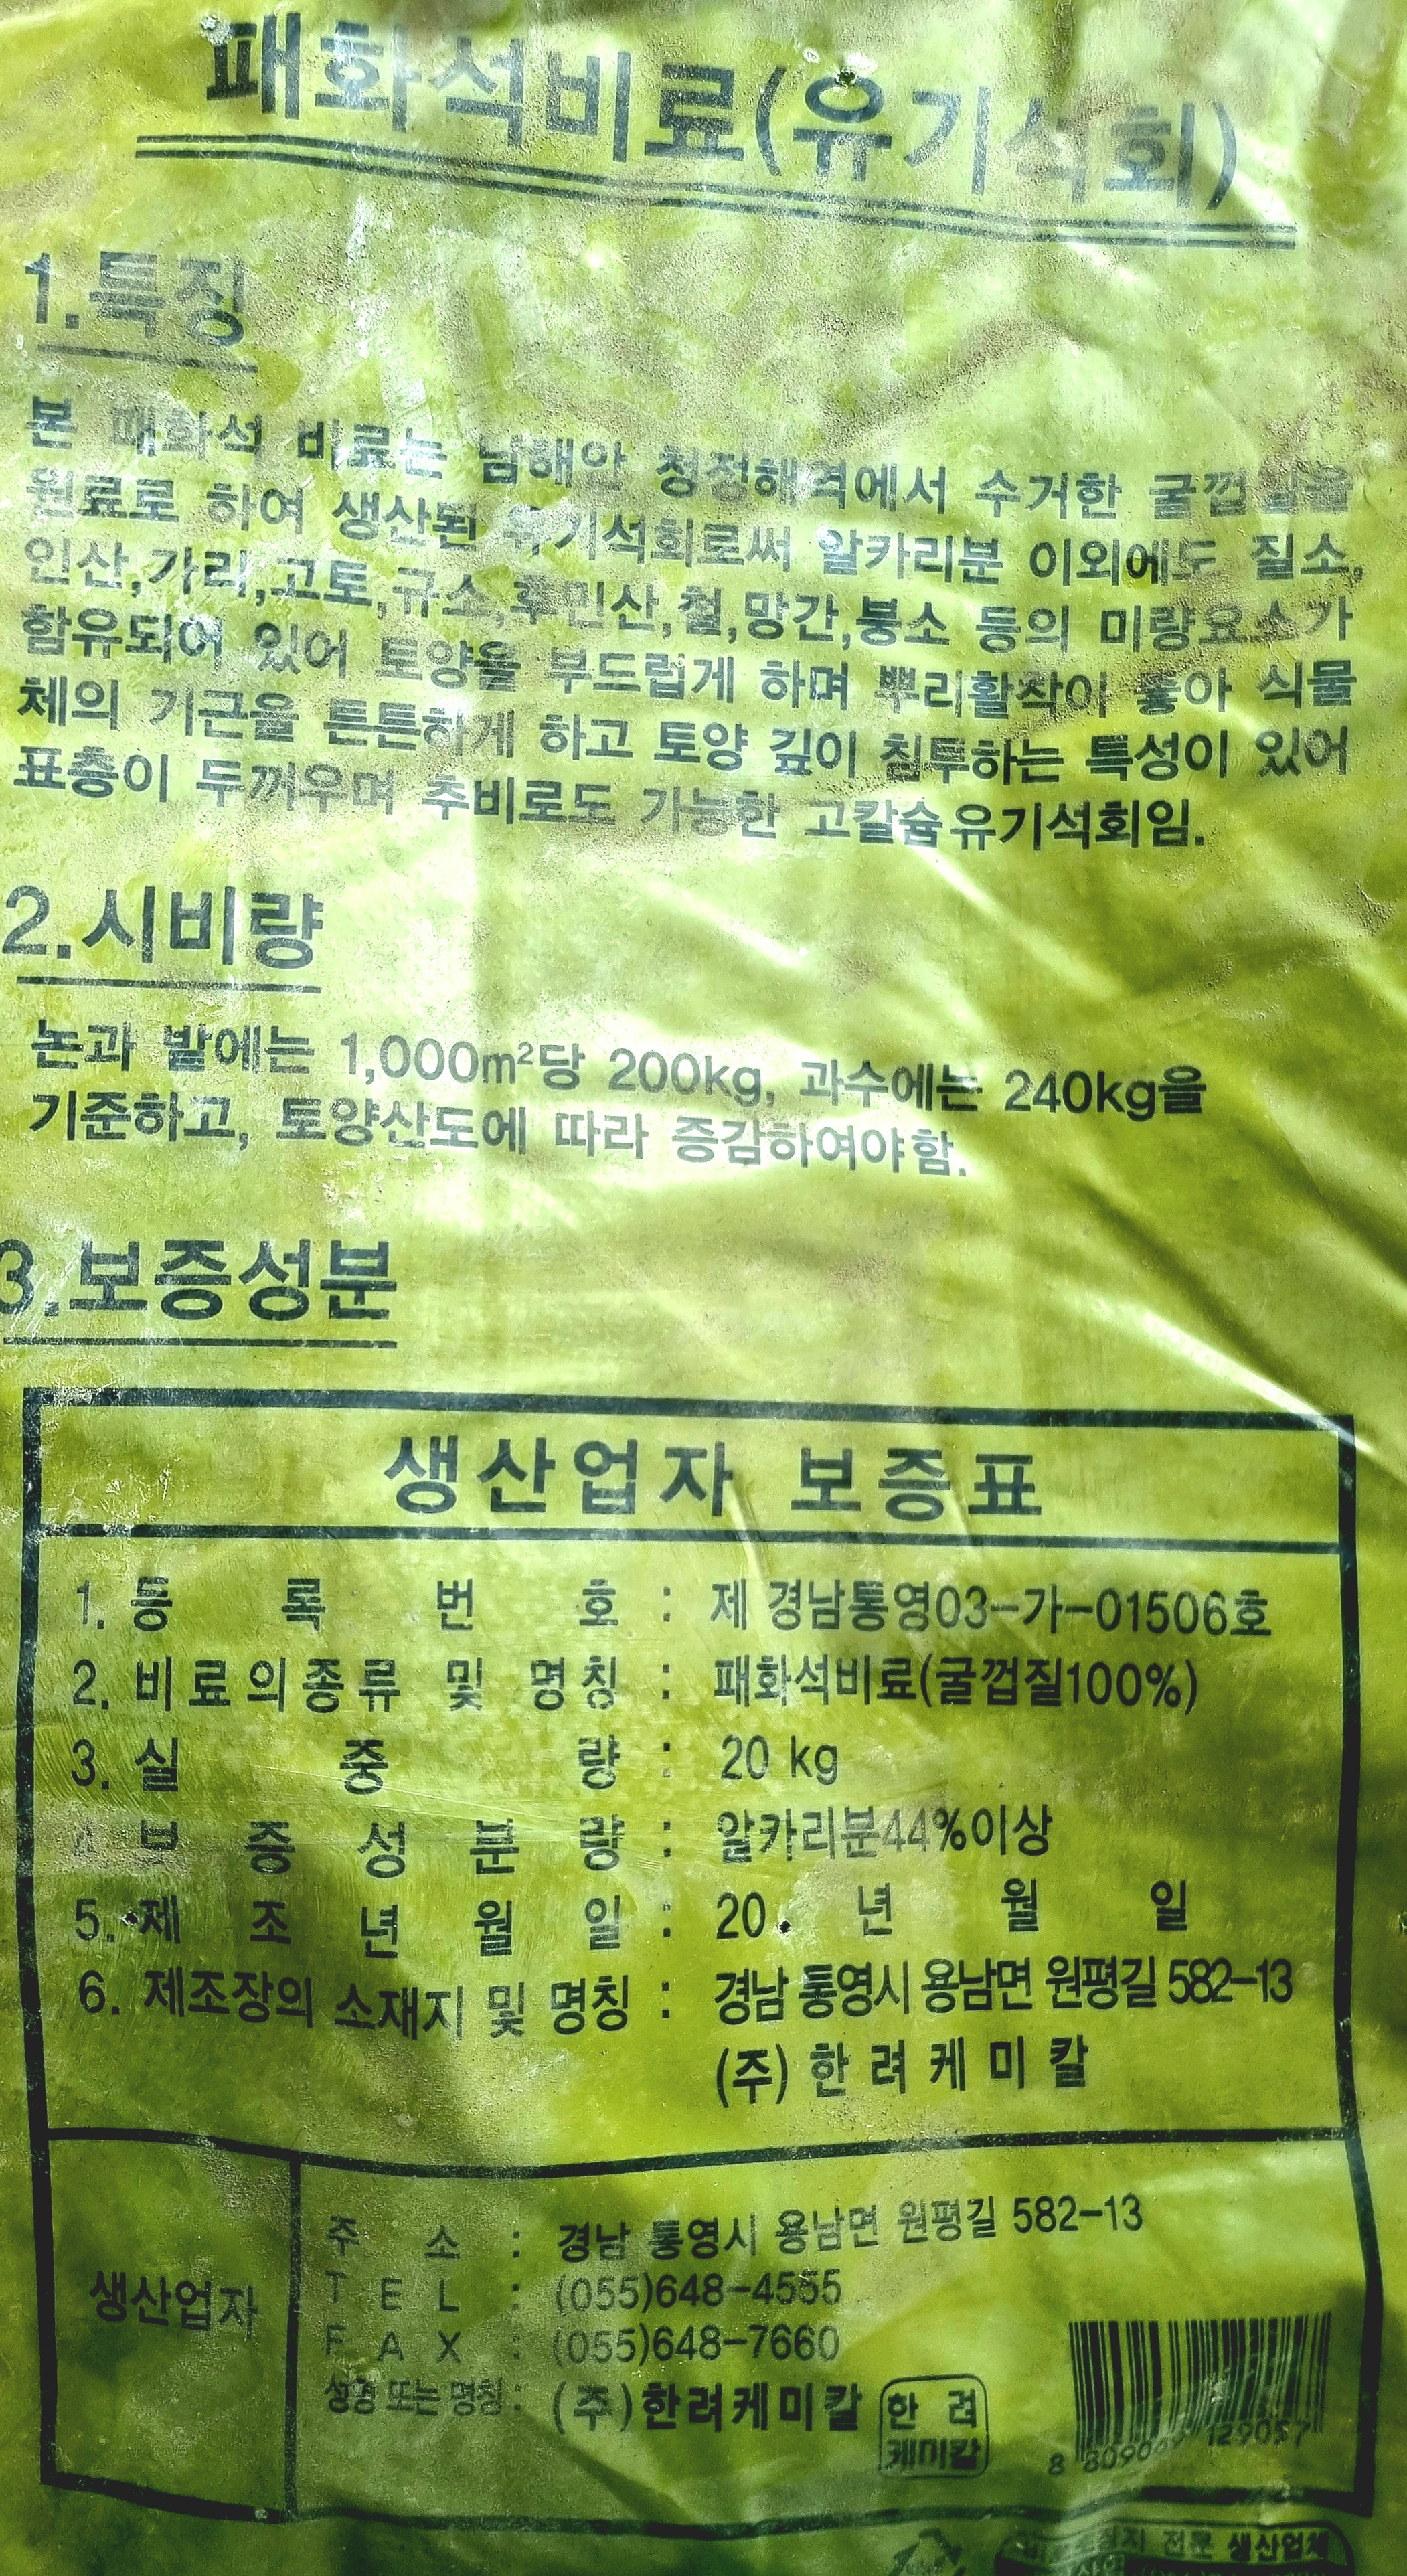 패화석비료(유기석회)
1.특징
본 패화석 비료는 남해안 청정해역에서 수거한 굴껍질을
원료로 하여 생산된 유기석회로써 알카리분 이외에도 질소,
인산,가리,고토,규소,후민산,철,망간,붕소 등의 미량요소가
함유되어 있어 토양을 부드럽게 하며 뿌리활착이 좋아 식물
체의 기근을 튼튼하게 하고 토양 깊이 침투하는 특성이 있어
표층이 두꺼우며 추비로도 가능한 고칼슘유기석회임.
2.시비량
논과 밭에는 1,000m²당 200kg, 과수에는 240kg을
기준하고, 토양산도에 따라 증감하여야함.
3.보증성분
생산업자 보증표
1. 등록번호 : 제 경남통영03-가-01506호
2. 비료의종류 및 명칭 : 패화석비료(굴껍질100%)
3. 실중량 : 20 kg
4. 보증성분량 : 알카리분44%이상
5. 제조년월일 : 20 년 월 일
6. 제조장의 소재지 및 명칭 : 경남 통영시 용남면 원평길 582-13
(주)한려케미칼
생산업자
주소 : 경남 통영시 용남면 원평길 582-13
TEL : (055)648-4555
FAX : (055)648-7660
성명 또는 명칭 : (주)한려케미칼
한려
케미칼
전문 생산업체